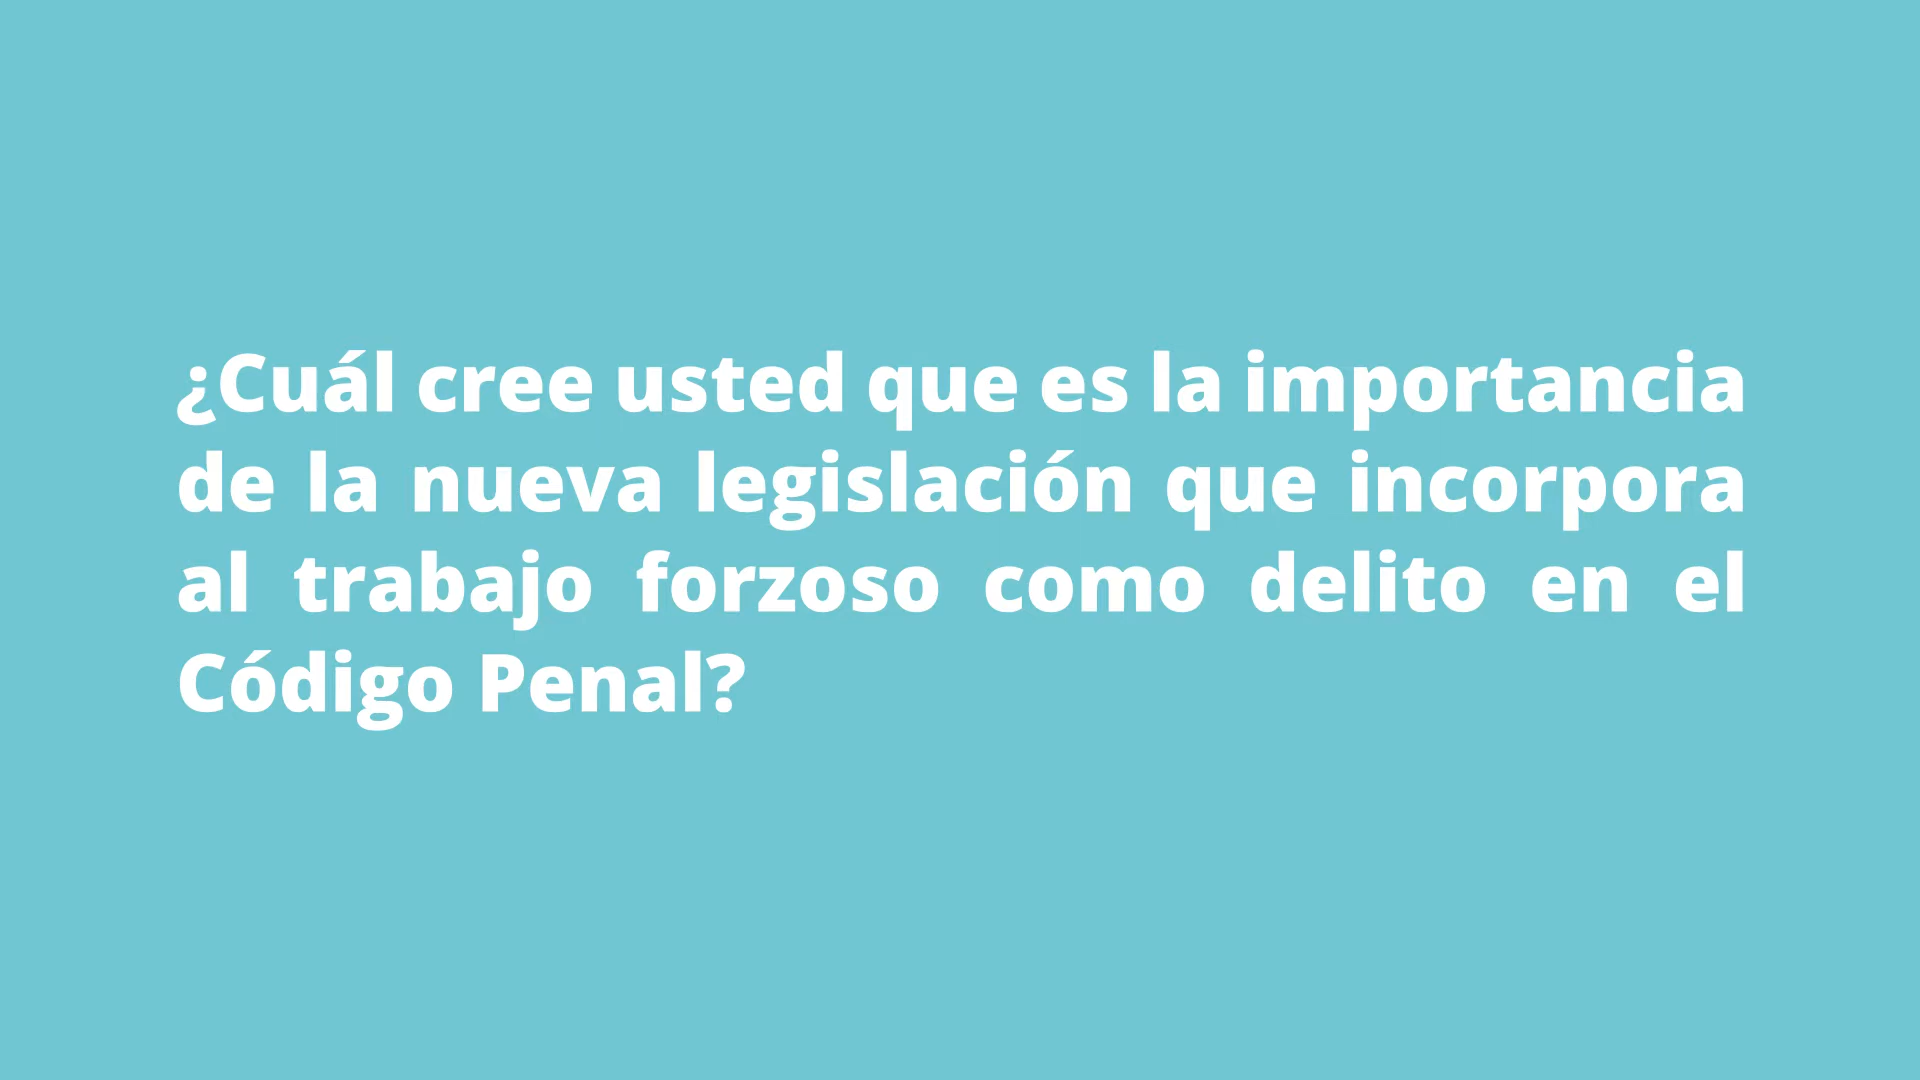 ¿Cuál cree usted que es la importancia
de la nueva legislación que incorpora
al trabajo forzoso como delito en el
Código Penal?